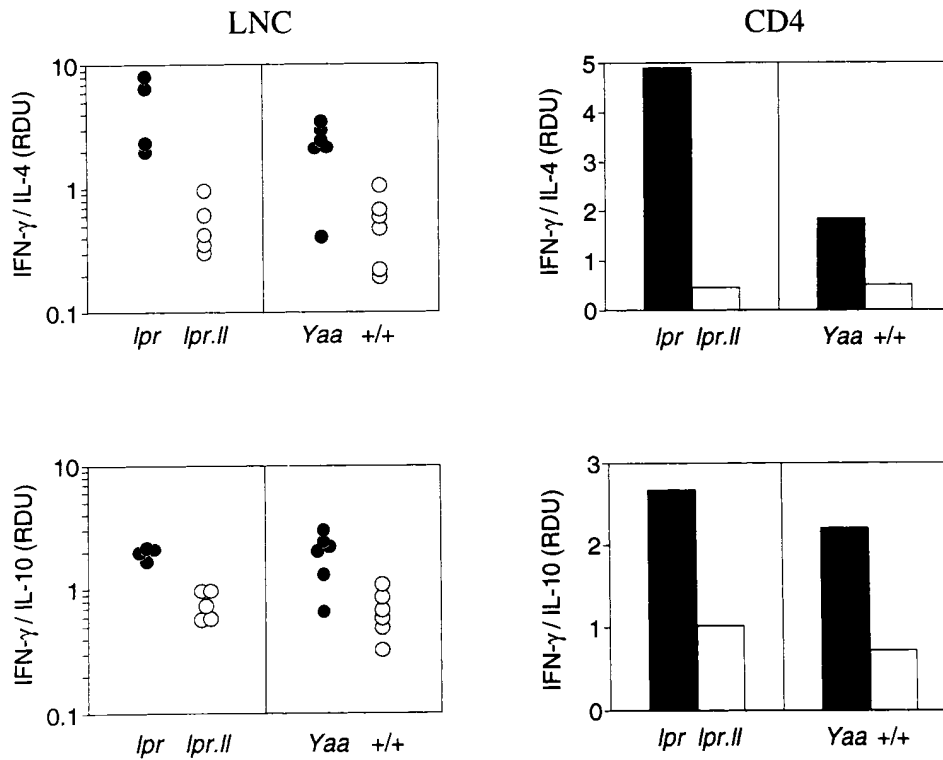 LNC
CD4
IFN-γ / IL-4 (RDU)
10
1
0.1
lpr lpr.ll Yaa +/+
IFN-γ / IL-4 (RDU)
5
4
3
2
1
0
lpr lpr.ll Yaa +/+
IFN-γ / IL-10 (RDU)
10
1
0.1
lpr lpr.ll Yaa +/+
IFN-γ / IL-10 (RDU)
3
2
1
0
lpr lpr.ll Yaa +/+